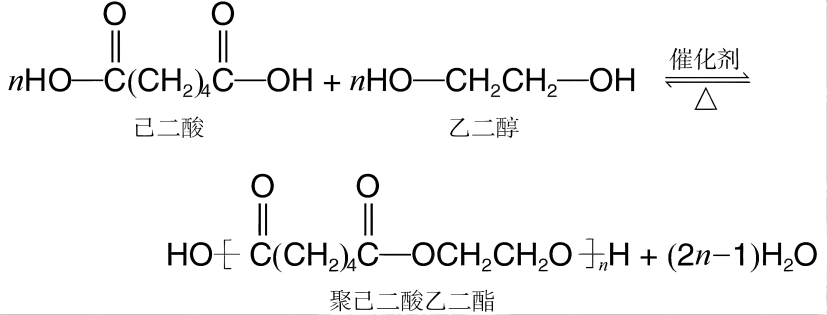 O O
nHO—C(CH₂)₄C—OH + nHO—CH₂CH₂—OH ⇌ 催化剂 △
己二酸 乙二醇
O O
HO⁅C(CH₂)₄C—OCH₂CH₂O⁆ₙH + (2n−1)H₂O
聚己二酸乙二酯